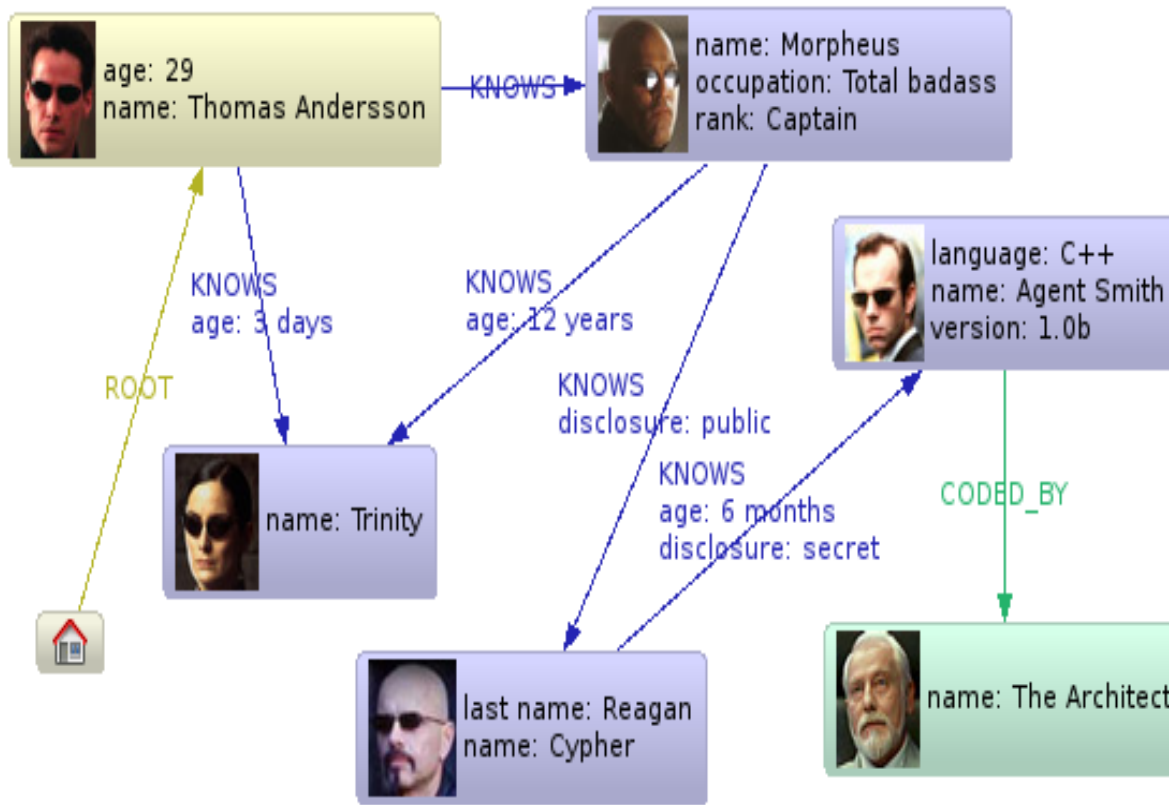 age: 29
name: Thomas Andersson
KNOWS
name: Morpheus
occupation: Total badass
rank: Captain
language: C++
name: Agent Smith
version: 1.0b
KNOWS
age: 3 days
KNOWS
age: 12 years
ROOT
KNOWS
disclosure: public
KNOWS
age: 6 months
disclosure: secret
CODED_BY
name: Trinity
last name: Reagan
name: Cypher
name: The Architect